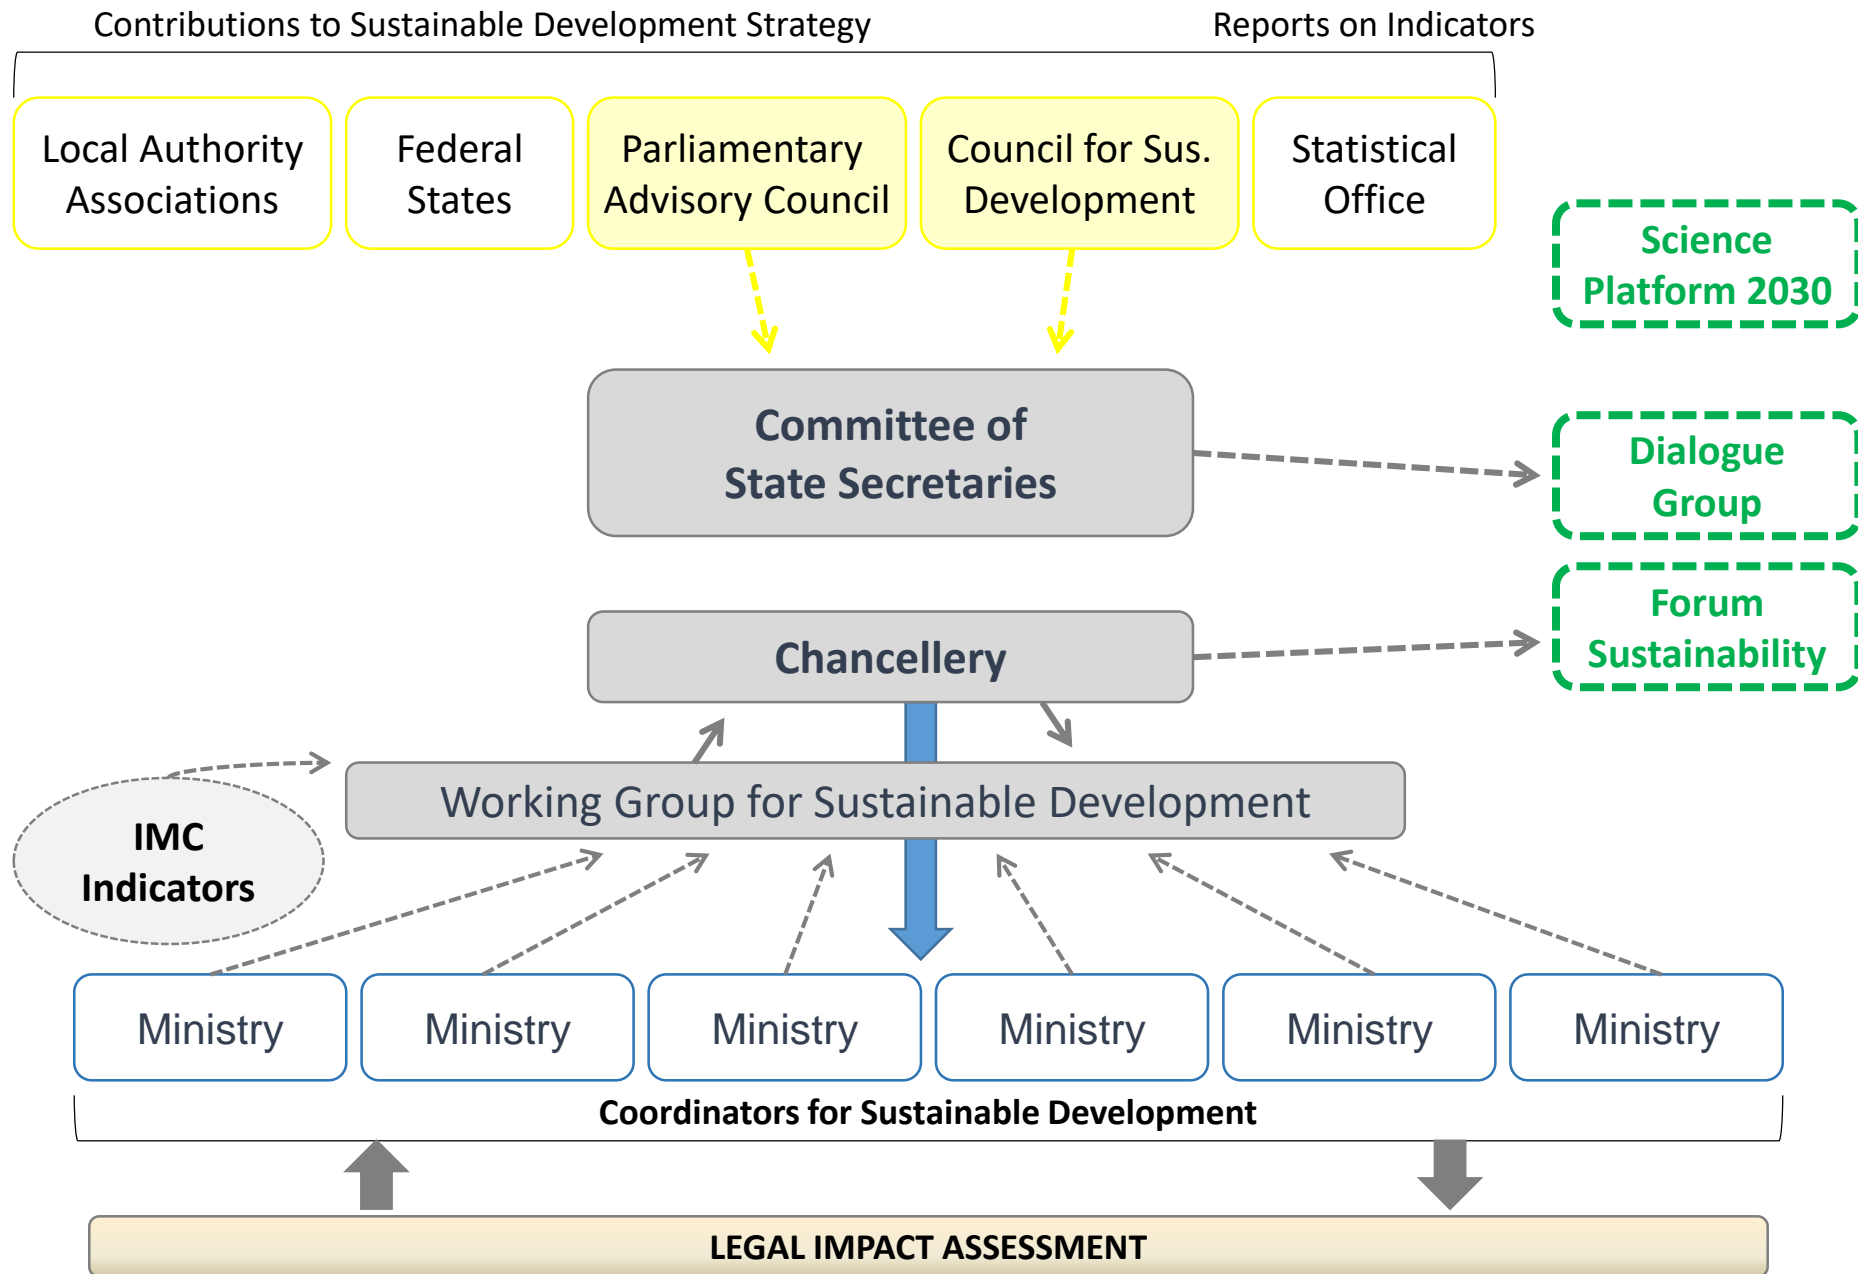 Contributions to Sustainable Development Strategy
Reports on Indicators
Local Authority
Associations
Federal
States
Parliamentary
Advisory Council
Council for Sus.
Development
Statistical
Office
Science
Platform 2030
Committee of
State Secretaries
Dialogue
Group
Chancellery
Forum
Sustainability
Working Group for Sustainable Development
IMC
Indicators
Ministry
Ministry
Ministry
Ministry
Ministry
Ministry
Coordinators for Sustainable Development
LEGAL IMPACT ASSESSMENT